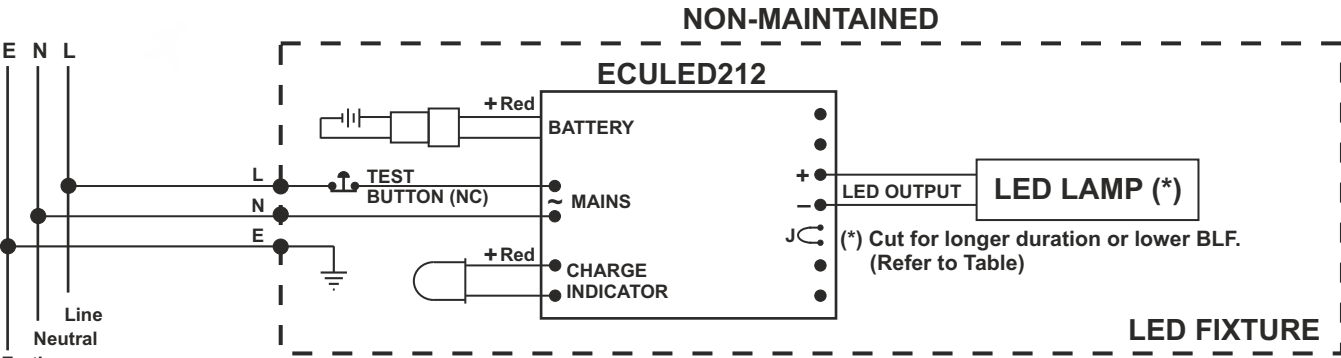 NON-MAINTAINED
E N L
ECULED212
+ Red
BATTERY
L
TEST
BUTTON (NC)
~ MAINS
N
E
+ Red
CHARGE
INDICATOR
+
LED OUTPUT
–
LED LAMP (*)
J
(*) Cut for longer duration or lower BLF.
(Refer to Table)
Line
Neutral
LED FIXTURE